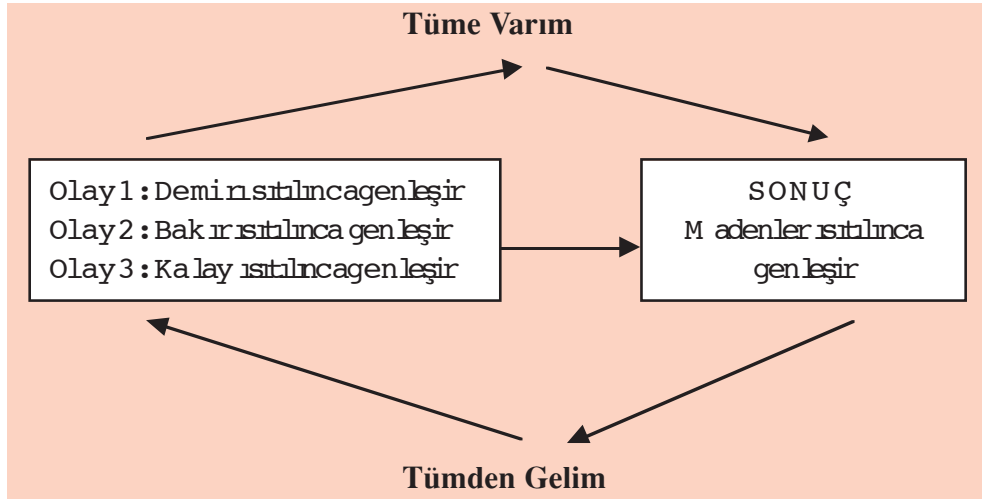 Tüme Varım
Olay 1: Demir ısıtılınca genleşir
Olay 2: Bakır ısıtılınca genleşir
Olay 3: Kalay ısıtılınca genleşir
SONUÇ
Madenler ısıtılınca
genleşir
Tümden Gelim